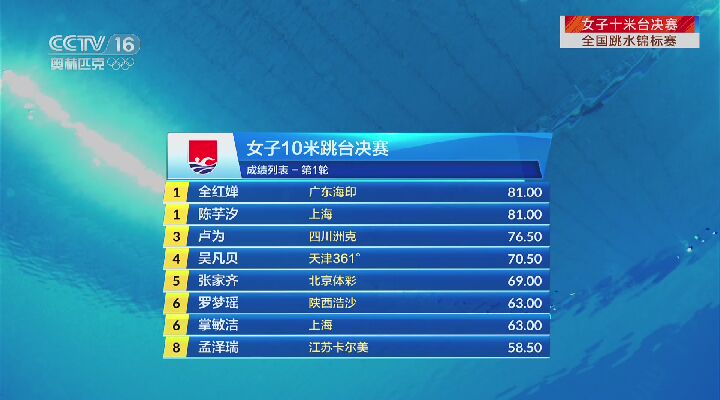 CCTV 16
奥林匹克
女子十米台决赛
全国跳水锦标赛
女子10米跳台决赛
成绩列表 – 第1轮
1 全红婵 广东海印 81.00
1 陈芋汐 上海 81.00
3 卢为 四川洲克 76.50
4 吴凡贝 天津361° 70.50
5 张家齐 北京体彩 69.00
6 罗梦瑶 陕西浩沙 63.00
6 掌敏洁 上海 63.00
8 孟泽瑞 江苏卡尔美 58.50